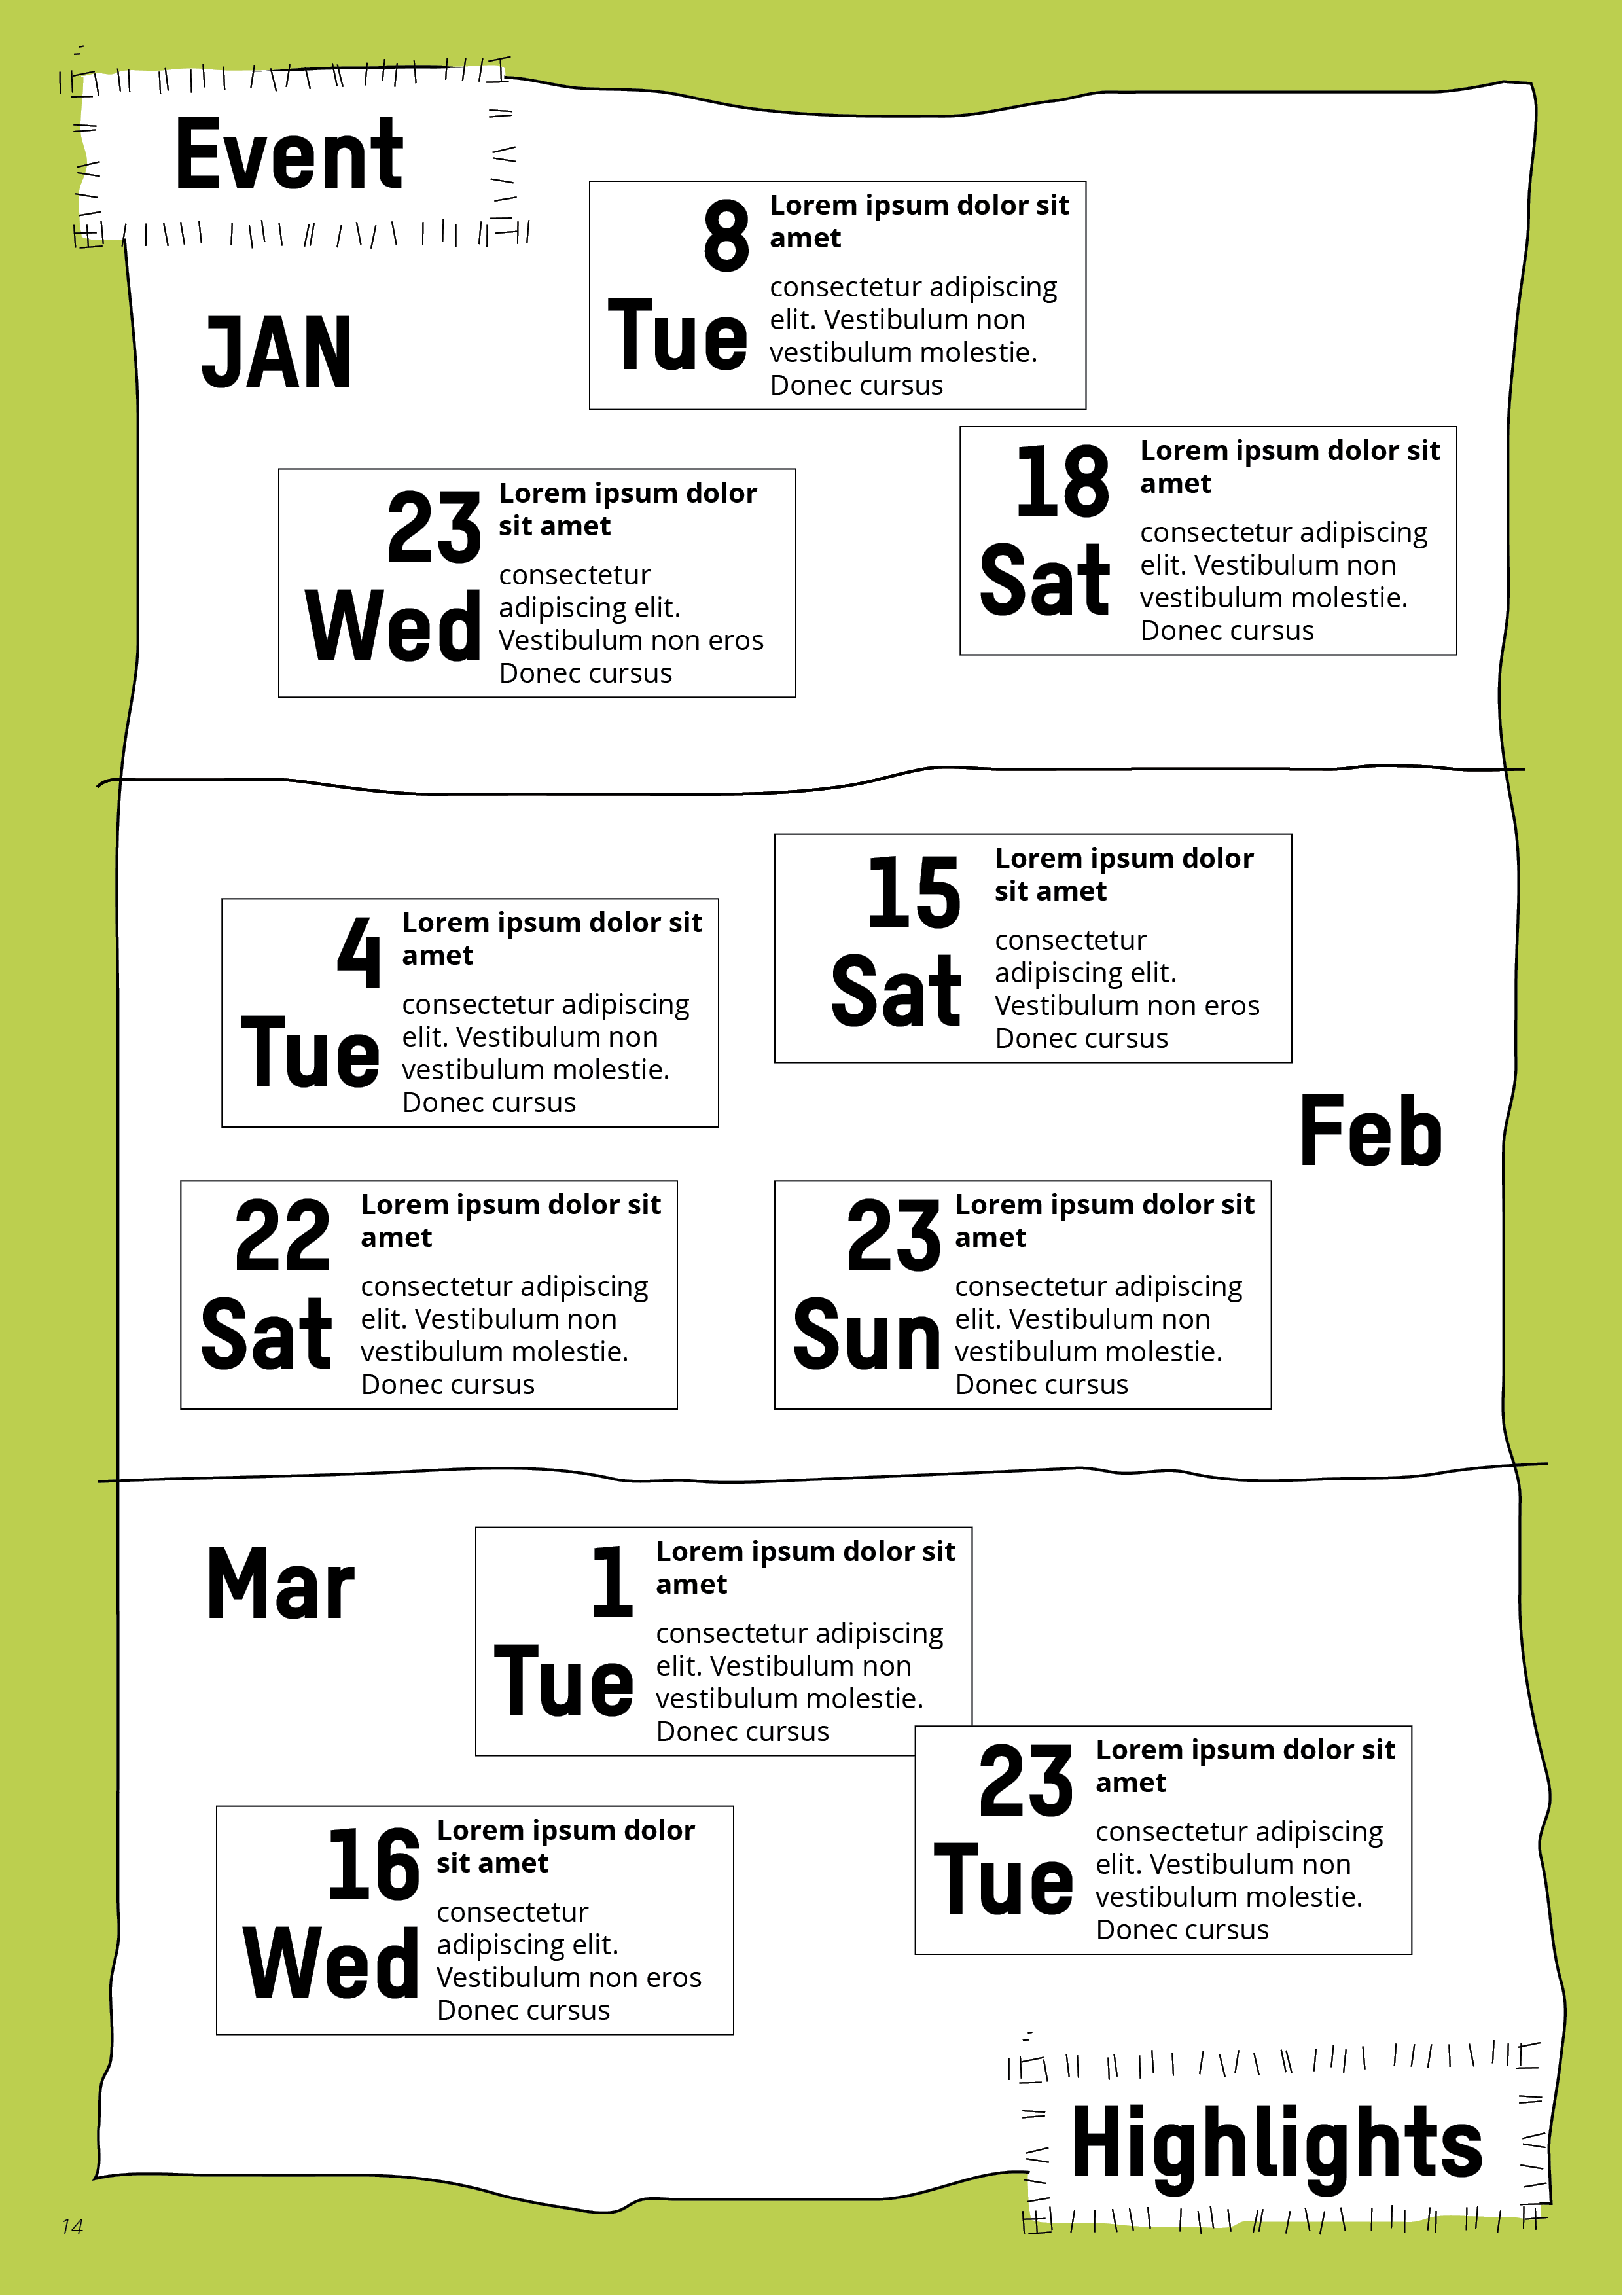 Event
JAN
8
Tue
Lorem ipsum dolor sit
amet
consectetur adipiscing
elit. Vestibulum non
vestibulum molestie.
Donec cursus
18
Sat
Lorem ipsum dolor sit
amet
consectetur adipiscing
elit. Vestibulum non
vestibulum molestie.
Donec cursus
23
Wed
Lorem ipsum dolor
sit amet
consectetur
adipiscing elit.
Vestibulum non eros
Donec cursus
15
Sat
Lorem ipsum dolor
sit amet
consectetur
adipiscing elit.
Vestibulum non eros
Donec cursus
4
Tue
Lorem ipsum dolor sit
amet
consectetur adipiscing
elit. Vestibulum non
vestibulum molestie.
Donec cursus
Feb
22
Sat
Lorem ipsum dolor sit
amet
consectetur adipiscing
elit. Vestibulum non
vestibulum molestie.
Donec cursus
23
Sun
Lorem ipsum dolor sit
amet
consectetur adipiscing
elit. Vestibulum non
vestibulum molestie.
Donec cursus
Mar
1
Tue
Lorem ipsum dolor sit
amet
consectetur adipiscing
elit. Vestibulum non
vestibulum molestie.
Donec cursus
23
Tue
Lorem ipsum dolor sit
amet
consectetur adipiscing
elit. Vestibulum non
vestibulum molestie.
Donec cursus
16
Wed
Lorem ipsum dolor
sit amet
consectetur
adipiscing elit.
Vestibulum non eros
Donec cursus
Highlights
14